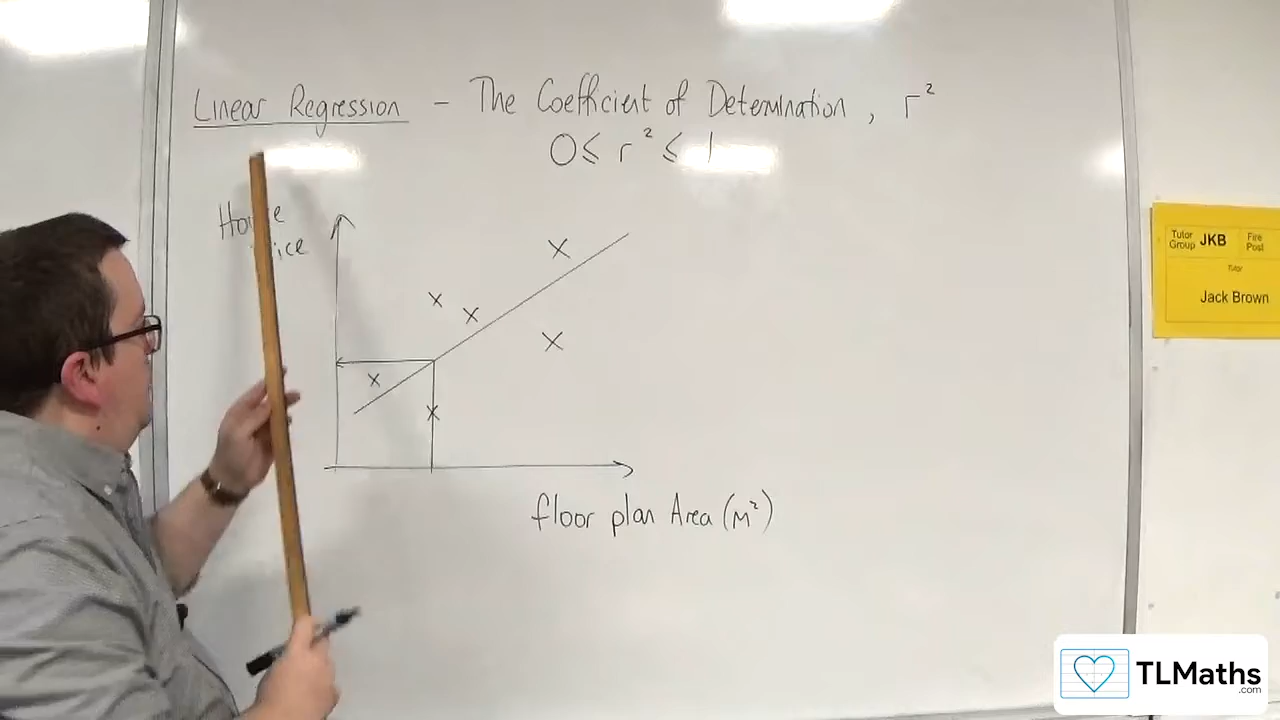 Linear Regression - The Coefficient of Determination, r²
0 ≤ r² ≤ 1
floor plan Area (m²)
Tutor Group JKB Fire Post
Tutor
Jack Brown
TLMaths
.com